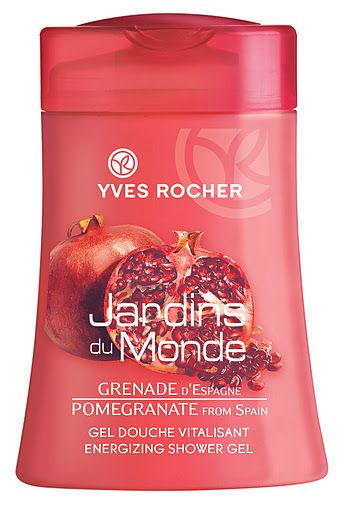 YVES ROCHER
Jardins
du Monde
GRENADE D'ESPAGNE
POMEGRANATE FROM SPAIN
GEL DOUCHE VITALISANT
ENERGIZING SHOWER GEL